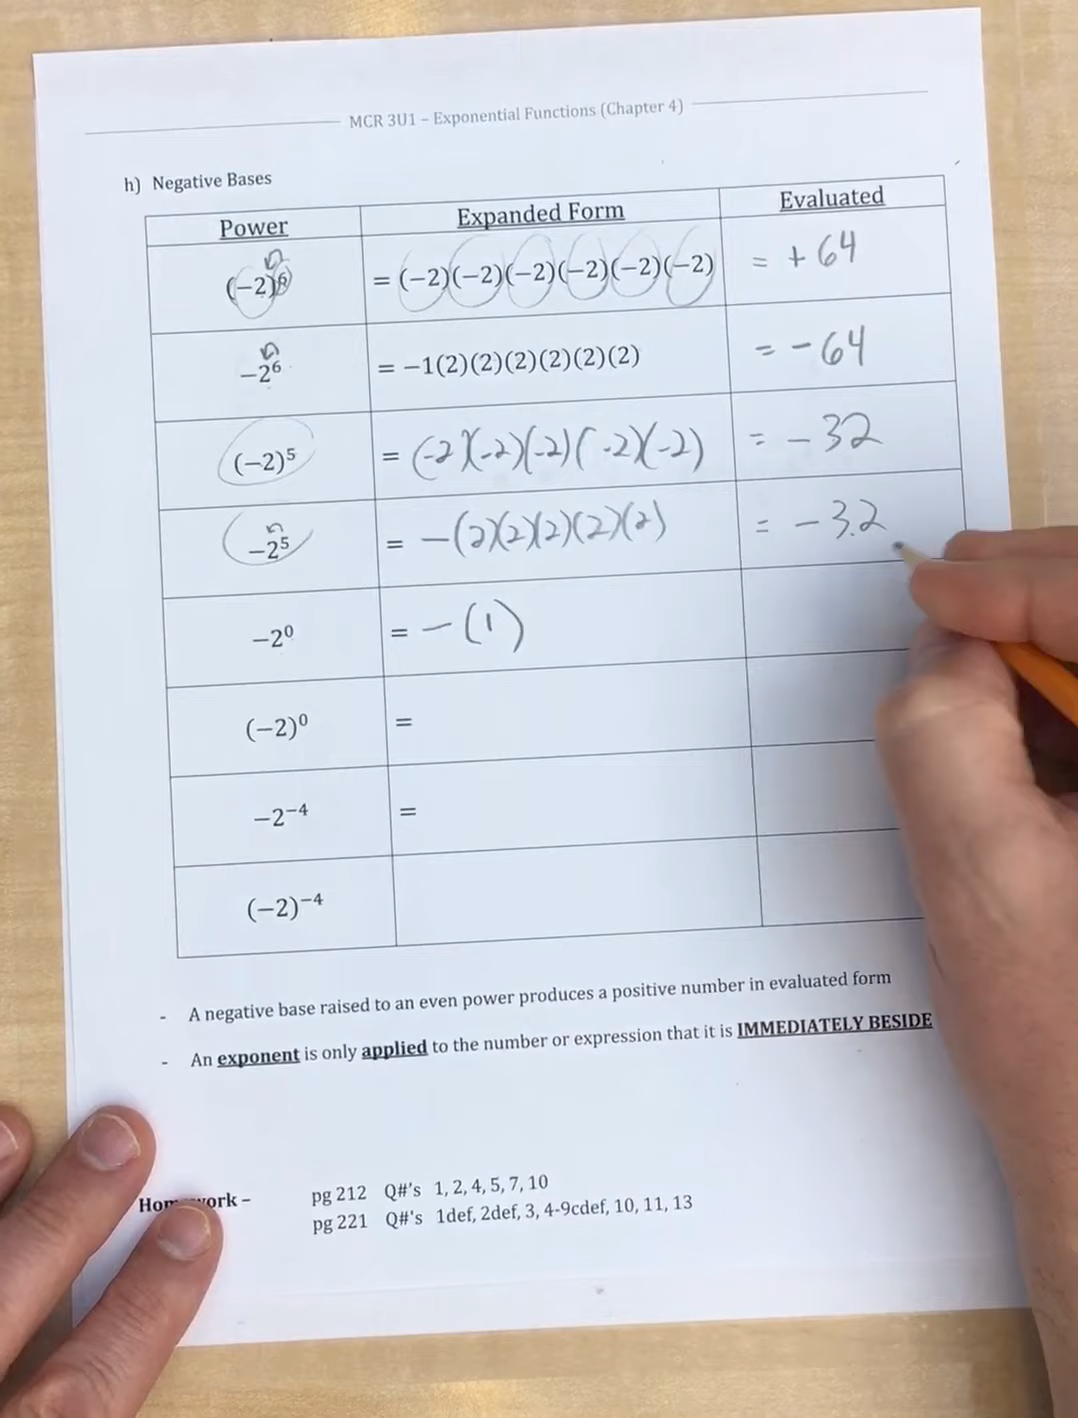 MCR 3U1 – Exponential Functions (Chapter 4)
h) Negative Bases
Power Expanded Form Evaluated
(−2)⁶ = (−2)(−2)(−2)(−2)(−2)(−2) = + 64
−2⁶ = −1(2)(2)(2)(2)(2)(2) = - 64
(−2)⁵ = (-2)(-2)(-2)(-2)(-2) = - 32
−2⁵ = -(2)(2)(2)(2)(2) = - 32
−2⁰ = -(1)
(−2)⁰ =
−2⁻⁴ =
(−2)⁻⁴
- A negative base raised to an even power produces a positive number in evaluated form
- An exponent is only applied to the number or expression that it is IMMEDIATELY BESIDE
pg 212 Q#'s 1, 2, 4, 5, 7, 10
pg 221 Q#'s 1def, 2def, 3, 4-9cdef, 10, 11, 13